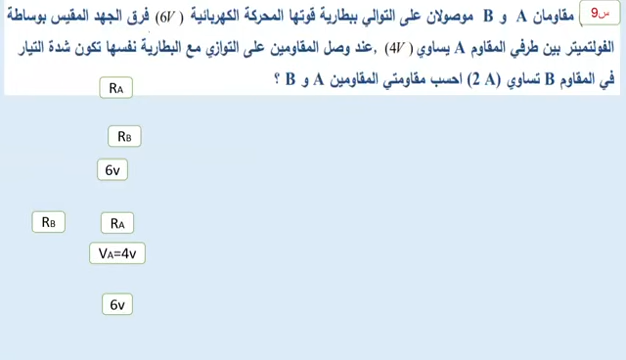 س9 مقاومان A و B موصولان على التوالي ببطارية قوتها المحركة الكهربائية (6V) فرق الجهد المقيس بوساطة
الفولتميتر بين طرفي المقاوم A يساوي (4V), عند وصل المقاومين على التوازي مع البطارية نفسها تكون شدة التيار
في المقاوم B تساوي (2 A) احسب مقاومتي المقاومين A و B ؟
RA
RB
6v
RB RA
VA=4v
6v